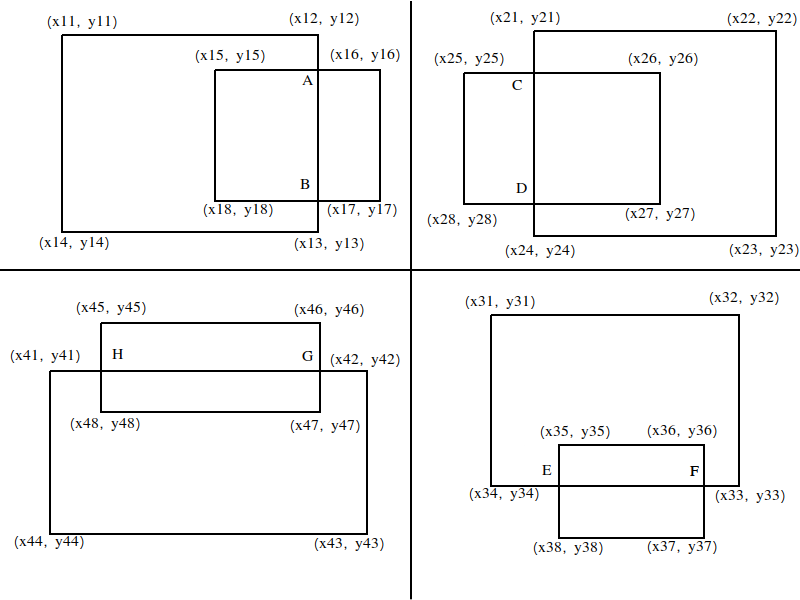 (x11, y11)
(x12, y12)
(x15, y15)
(x16, y16)
A
B
(x18, y18)
(x17, y17)
(x14, y14)
(x13, y13)
(x21, y21)
(x22, y22)
(x25, y25)
(x26, y26)
C
D
(x28, y28)
(x27, y27)
(x24, y24)
(x23, y23)
(x45, y45)
(x46, y46)
(x41, y41)
H
G
(x42, y42)
(x48, y48)
(x47, y47)
(x44, y44)
(x43, y43)
(x31, y31)
(x32, y32)
(x35, y35)
(x36, y36)
E
F
(x34, y34)
(x33, y33)
(x38, y38)
(x37, y37)